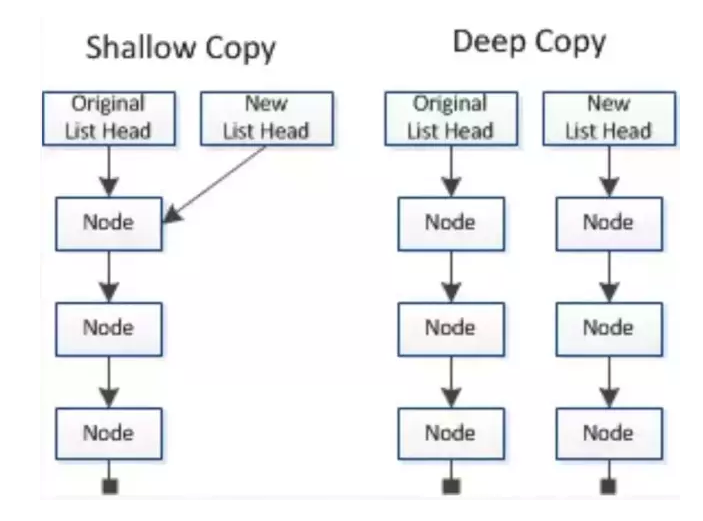 Shallow Copy
Original
List Head
New
List Head
Node
Node
Node
Deep Copy
Original
List Head
New
List Head
Node
Node
Node
Node
Node
Node